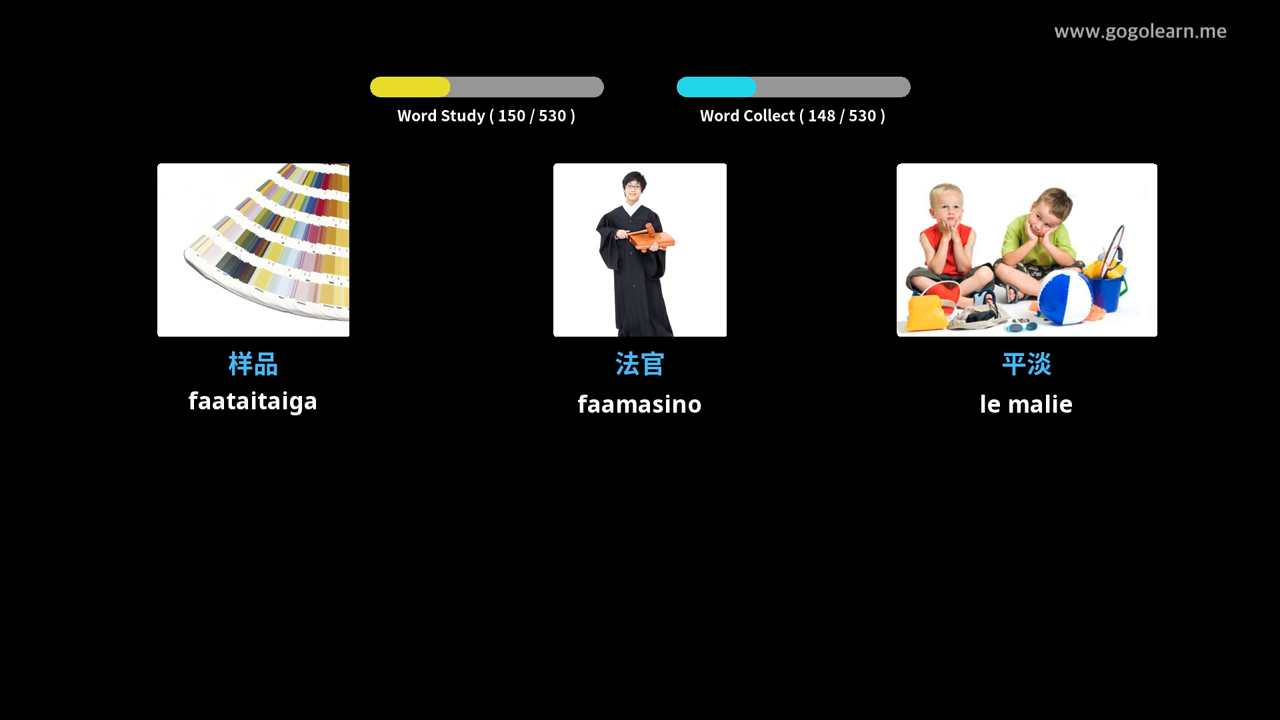 www.gogolearn.me
Word Study ( 150 / 530 )
Word Collect ( 148 / 530 )
样品
faataitaiga
法官
faamasino
平淡
le malie